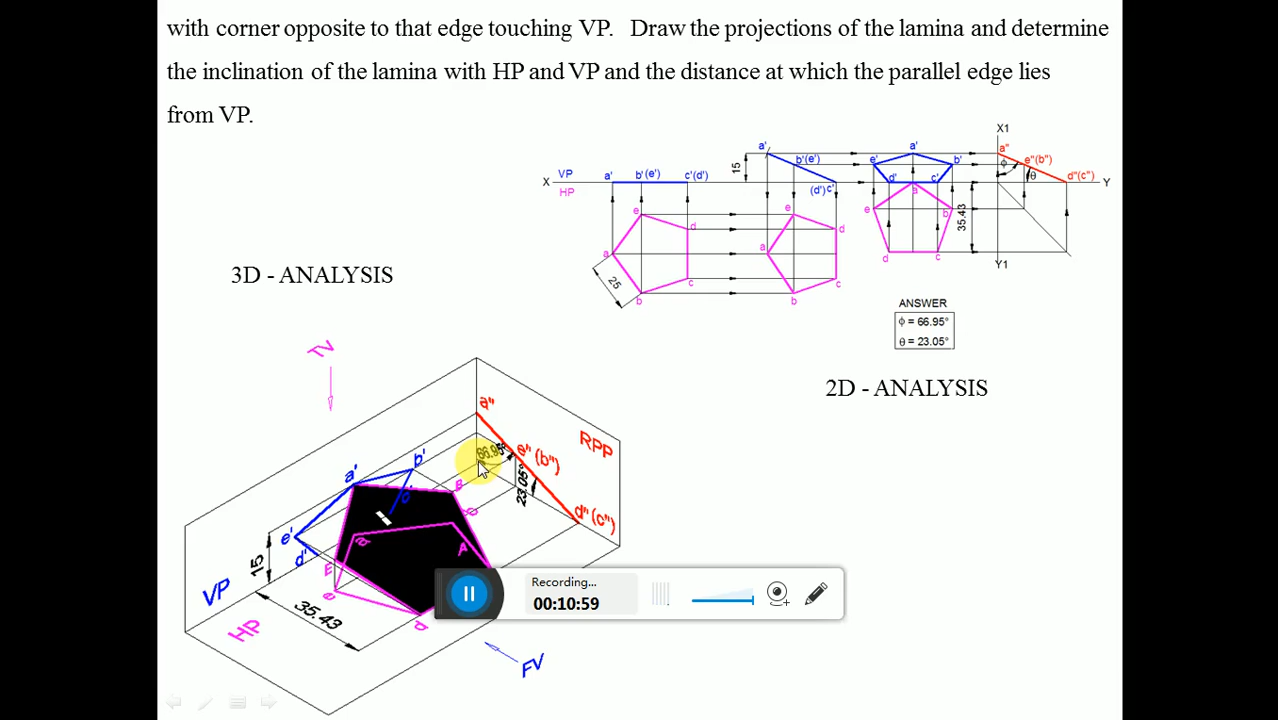 with corner opposite to that edge touching VP. Draw the projections of the lamina and determine
the inclination of the lamina with HP and VP and the distance at which the parallel edge lies
from VP.
X1
a' b'(e') c'(d')
X VP
HP
15
a'
b'(e')
(d') c'
e' a' b'
d' c'
a"
e"(b")
ϕ
θ
d"(c")
Y
a e d c b
25
a e d c b
e a b
d c
35.43
Y1
3D - ANALYSIS
ANSWER
ϕ = 66.95°
θ = 23.05°
2D - ANALYSIS
TV
a"
RPP
66.95°
e" (b")
23.05°
d" (c")
b'
a'
c'
B
b
e'
d'
a
A
E
e
d
15
VP
35.43
HP
FV
Recording...
00:10:59